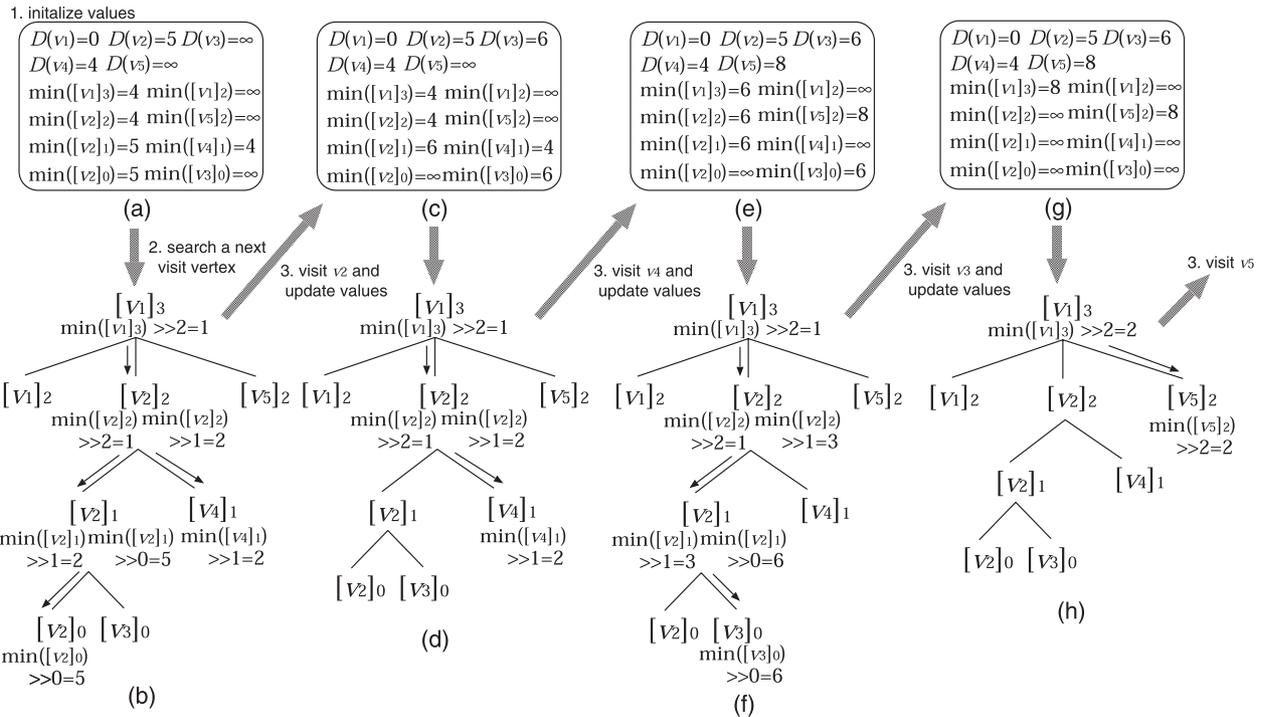 1. initalize values
D(v1)=0 D(v2)=5 D(v3)=∞
D(v4)=4 D(v5)=∞
min([v1]3)=4 min([v1]2)=∞
min([v2]2)=4 min([v5]2)=∞
min([v2]1)=5 min([v4]1)=4
min([v2]0)=5 min([v3]0)=∞
(a)
D(v1)=0 D(v2)=5 D(v3)=6
D(v4)=4 D(v5)=∞
min([v1]3)=4 min([v1]2)=∞
min([v2]2)=4 min([v5]2)=∞
min([v2]1)=6 min([v4]1)=4
min([v2]0)=∞ min([v3]0)=6
(c)
D(v1)=0 D(v2)=5 D(v3)=6
D(v4)=4 D(v5)=8
min([v1]3)=6 min([v1]2)=∞
min([v2]2)=6 min([v5]2)=8
min([v2]1)=6 min([v4]1)=∞
min([v2]0)=∞ min([v3]0)=6
(e)
D(v1)=0 D(v2)=5 D(v3)=6
D(v4)=4 D(v5)=8
min([v1]3)=8 min([v1]2)=∞
min([v2]2)=∞ min([v5]2)=8
min([v2]1)=∞ min([v4]1)=∞
min([v2]0)=∞ min([v3]0)=∞
(g)
2. search a next
visit vertex
3. visit v2 and
update values
3. visit v4 and
update values
3. visit v3 and
update values
3. visit v5
[v1]3
min([v1]3) >>2=1
[v1]2 [v2]2 [v5]2
min([v2]2) min([v2]2)
>>2=1 >>1=2
[v2]1 [v4]1
min([v2]1) min([v2]1) min([v4]1)
>>1=2 >>0=5 >>1=2
[v2]0 [v3]0
min([v2]0)
>>0=5
(b)
[v1]3
min([v1]3) >>2=1
[v1]2 [v2]2 [v5]2
min([v2]2) min([v2]2)
>>2=1 >>1=2
[v2]1 [v4]1
min([v4]1)
>>1=2
[v2]0 [v3]0
(d)
[v1]3
min([v1]3) >>2=1
[v1]2 [v2]2 [v5]2
min([v2]2) min([v2]2)
>>2=1 >>1=3
[v2]1 [v4]1
min([v2]1) min([v2]1)
>>1=3 >>0=6
[v2]0 [v3]0
min([v3]0)
>>0=6
(f)
[v1]3
min([v1]3) >>2=2
[v1]2 [v2]2 [v5]2
min([v5]2)
>>2=2
[v2]1 [v4]1
[v2]0 [v3]0
(h)